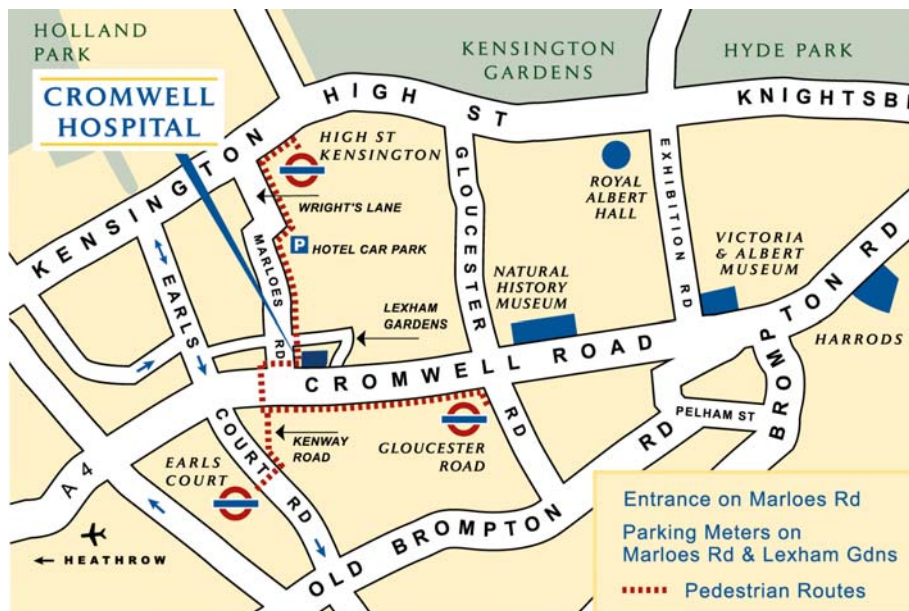 HOLLAND
PARK
KENSINGTON
GARDENS
HYDE PARK
CROMWELL
HOSPITAL
KENSINGTON HIGH ST
KNIGHTSB
HIGH ST
KENSINGTON
WRIGHT'S LANE
P HOTEL CAR PARK
MARLOES RD
LEXHAM
GARDENS
EARLS COURT RD
GLOUCESTER RD
EXHIBITION RD
ROYAL
ALBERT
HALL
NATURAL
HISTORY
MUSEUM
VICTORIA
& ALBERT
MUSEUM
BROMPTON RD
HARRODS
CROMWELL ROAD
PELHAM ST
BROMPTON
KENWAY
ROAD
GLOUCESTER
ROAD
EARLS
COURT
A4
HEATHROW
OLD BROMPTON RD
Entrance on Marloes Rd
Parking Meters on
Marloes Rd & Lexham Gdns
Pedestrian Routes